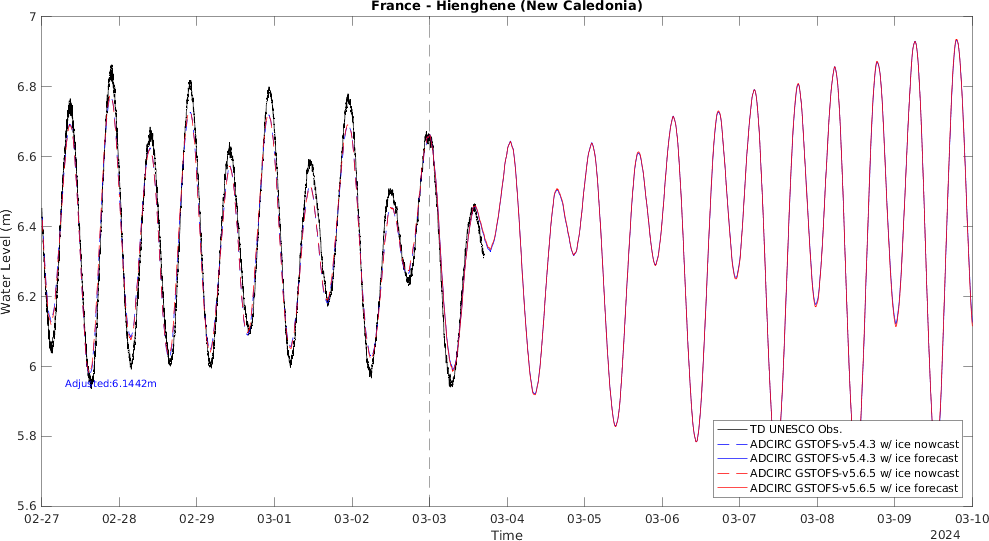 France - Hienghene (New Caledonia)
Water Level (m)
7
6.8
6.6
6.4
6.2
6
5.8
5.6
Adjusted:6.1442m
TD UNESCO Obs.
ADCIRC GSTOFS-v5.4.3 w/ ice nowcast
ADCIRC GSTOFS-v5.4.3 w/ ice forecast
ADCIRC GSTOFS-v5.6.5 w/ ice nowcast
ADCIRC GSTOFS-v5.6.5 w/ ice forecast
02-27 02-28 02-29 03-01 03-02 03-03 03-04 03-05 03-06 03-07 03-08 03-09 03-10
Time
2024